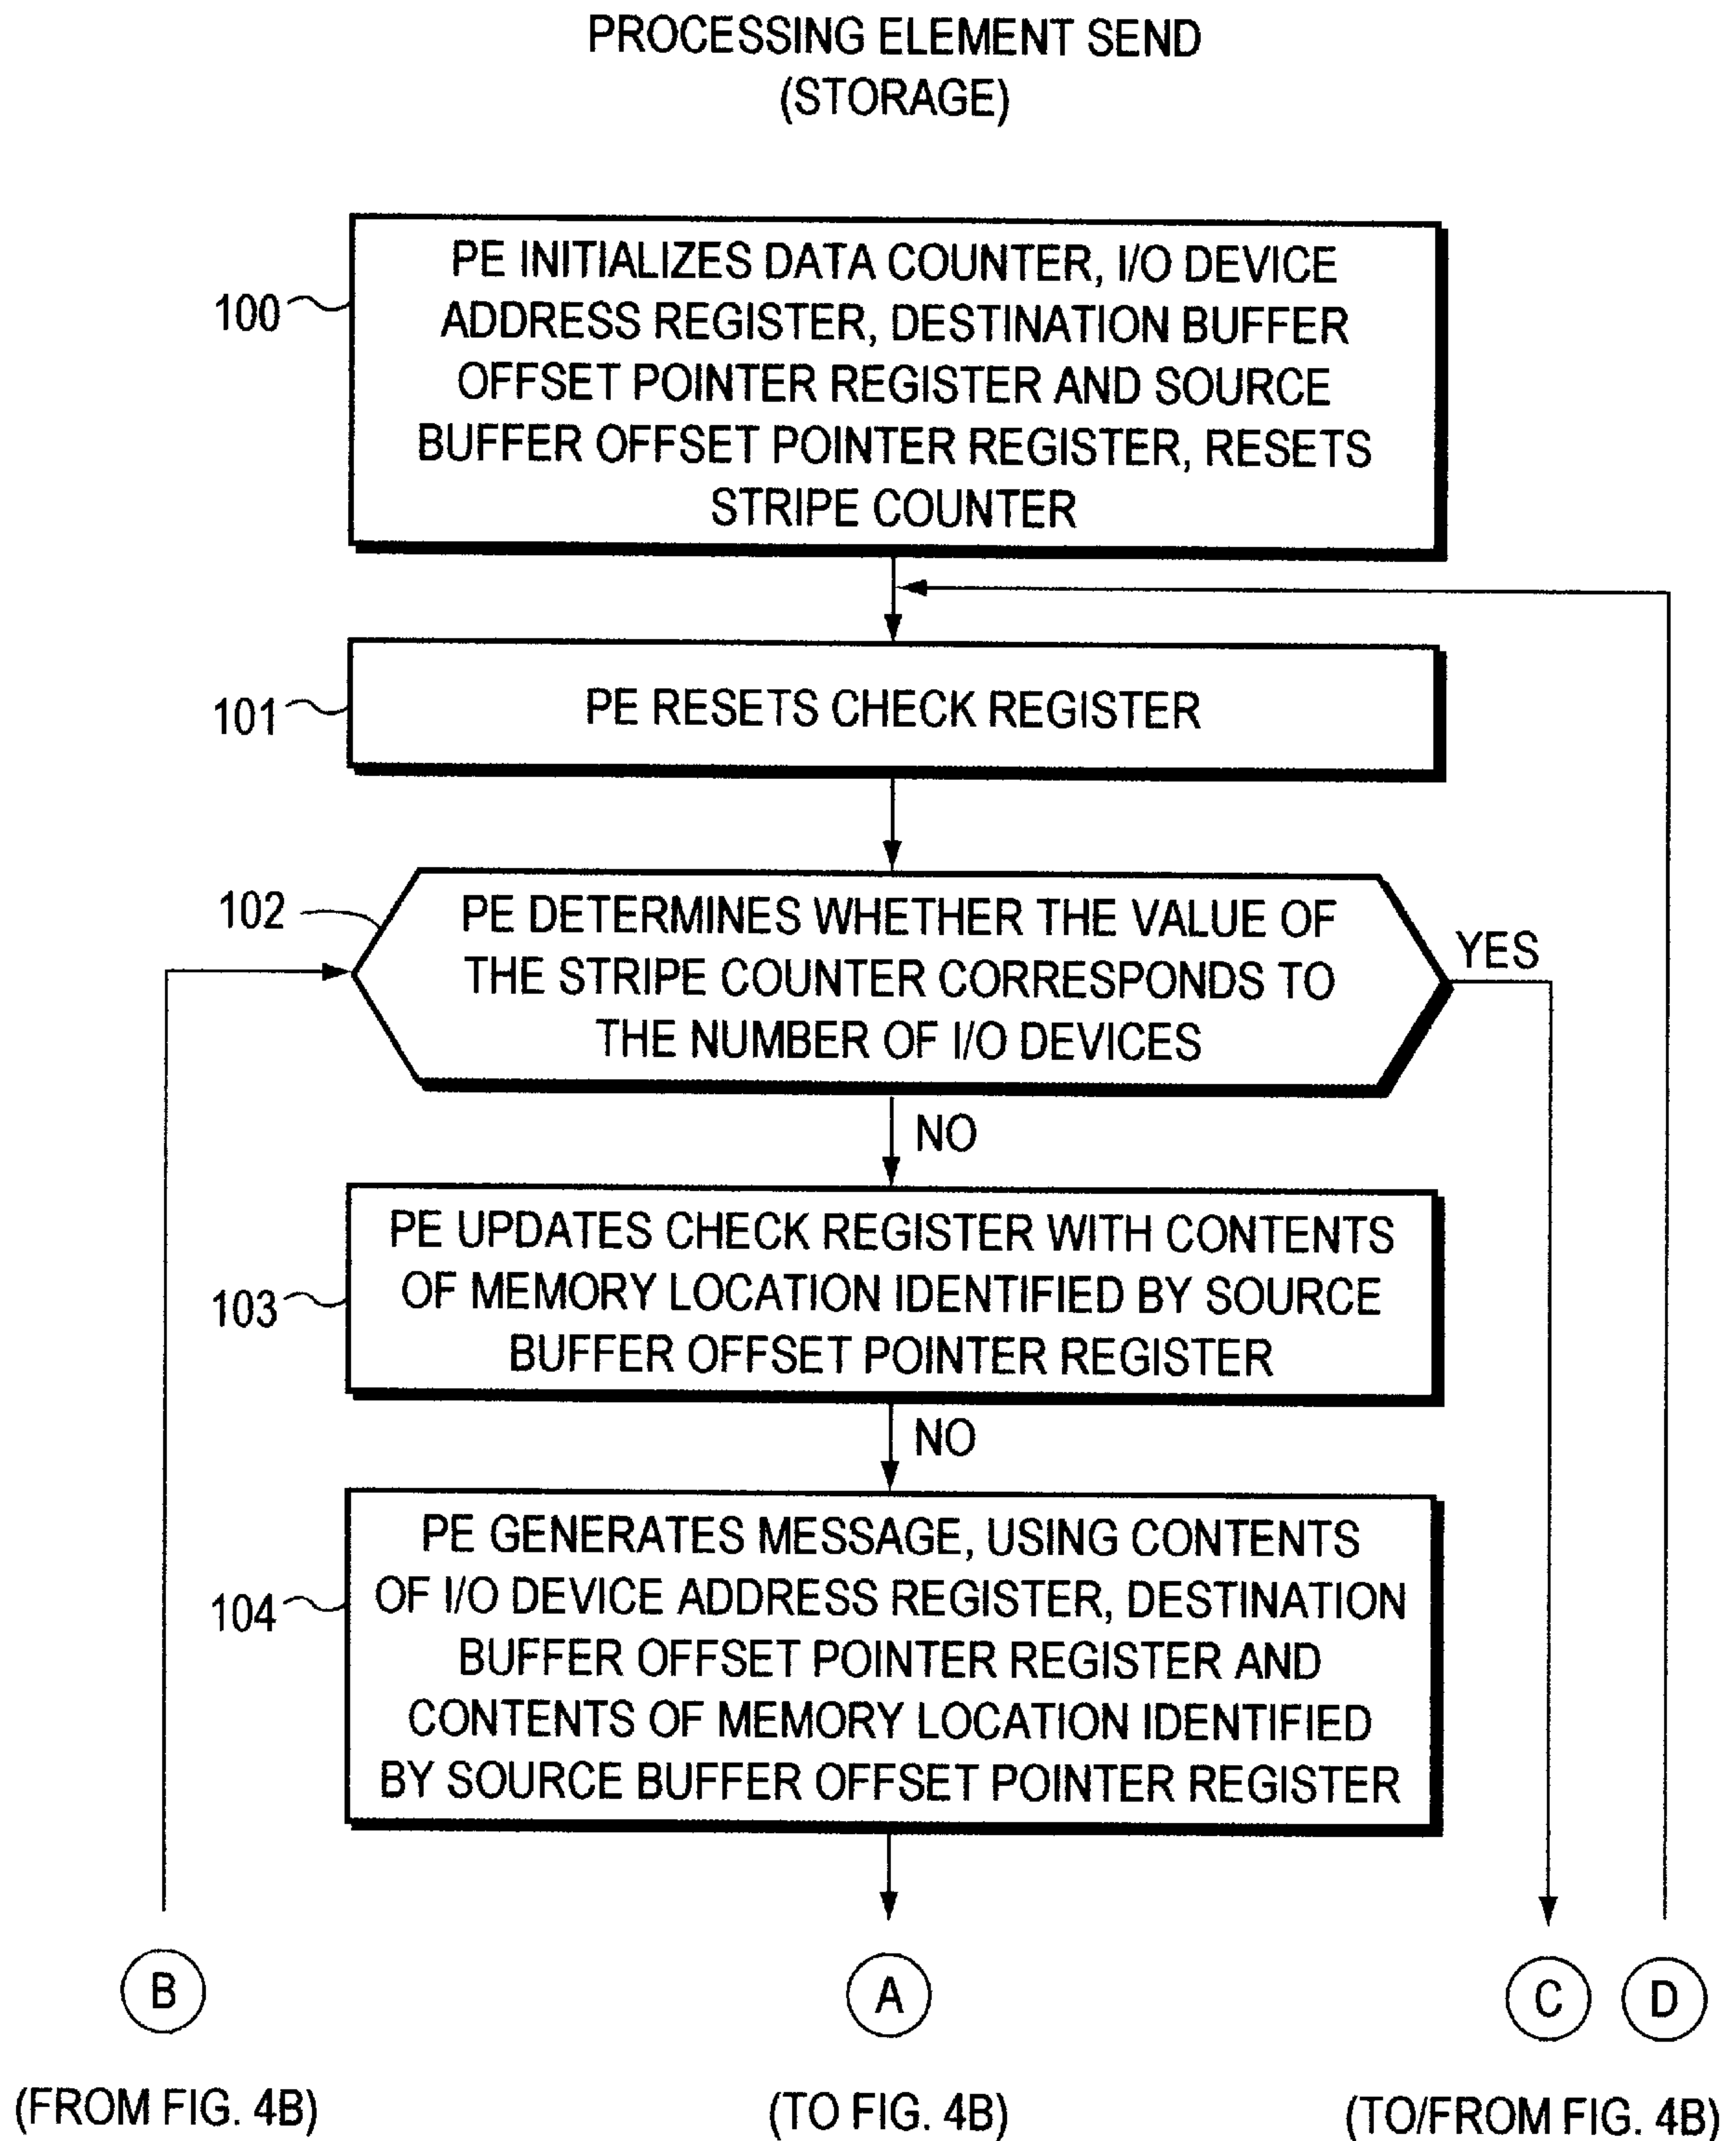 PROCESSING ELEMENT SEND
(STORAGE)
100
PE INITIALIZES DATA COUNTER, I/O DEVICE
ADDRESS REGISTER, DESTINATION BUFFER
OFFSET POINTER REGISTER AND SOURCE
BUFFER OFFSET POINTER REGISTER, RESETS
STRIPE COUNTER
101
PE RESETS CHECK REGISTER
102
PE DETERMINES WHETHER THE VALUE OF
THE STRIPE COUNTER CORRESPONDS TO
THE NUMBER OF I/O DEVICES
YES
NO
103
PE UPDATES CHECK REGISTER WITH CONTENTS
OF MEMORY LOCATION IDENTIFIED BY SOURCE
BUFFER OFFSET POINTER REGISTER
NO
104
PE GENERATES MESSAGE, USING CONTENTS
OF I/O DEVICE ADDRESS REGISTER, DESTINATION
BUFFER OFFSET POINTER REGISTER AND
CONTENTS OF MEMORY LOCATION IDENTIFIED
BY SOURCE BUFFER OFFSET POINTER REGISTER
B
A
C
D
(FROM FIG. 4B)
(TO FIG. 4B)
(TO/FROM FIG. 4B)